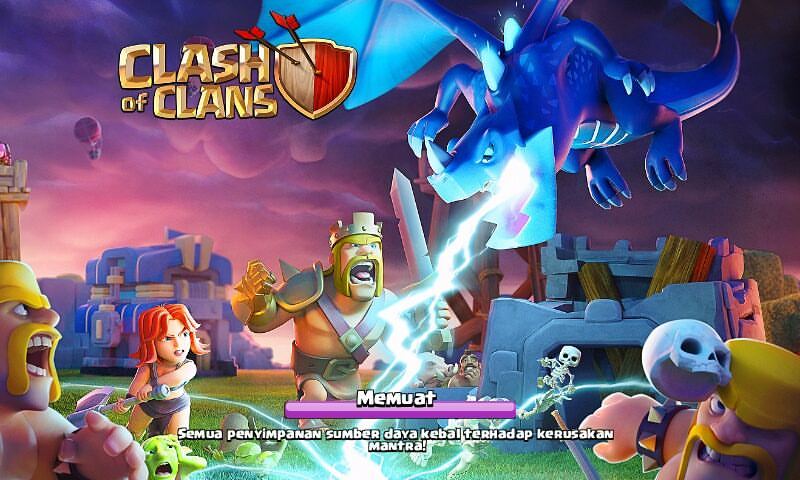 CLASH
OF CLANS
Memuat
Semua penyimpanan sumber daya kebal terhadap kerusakan
mantra!